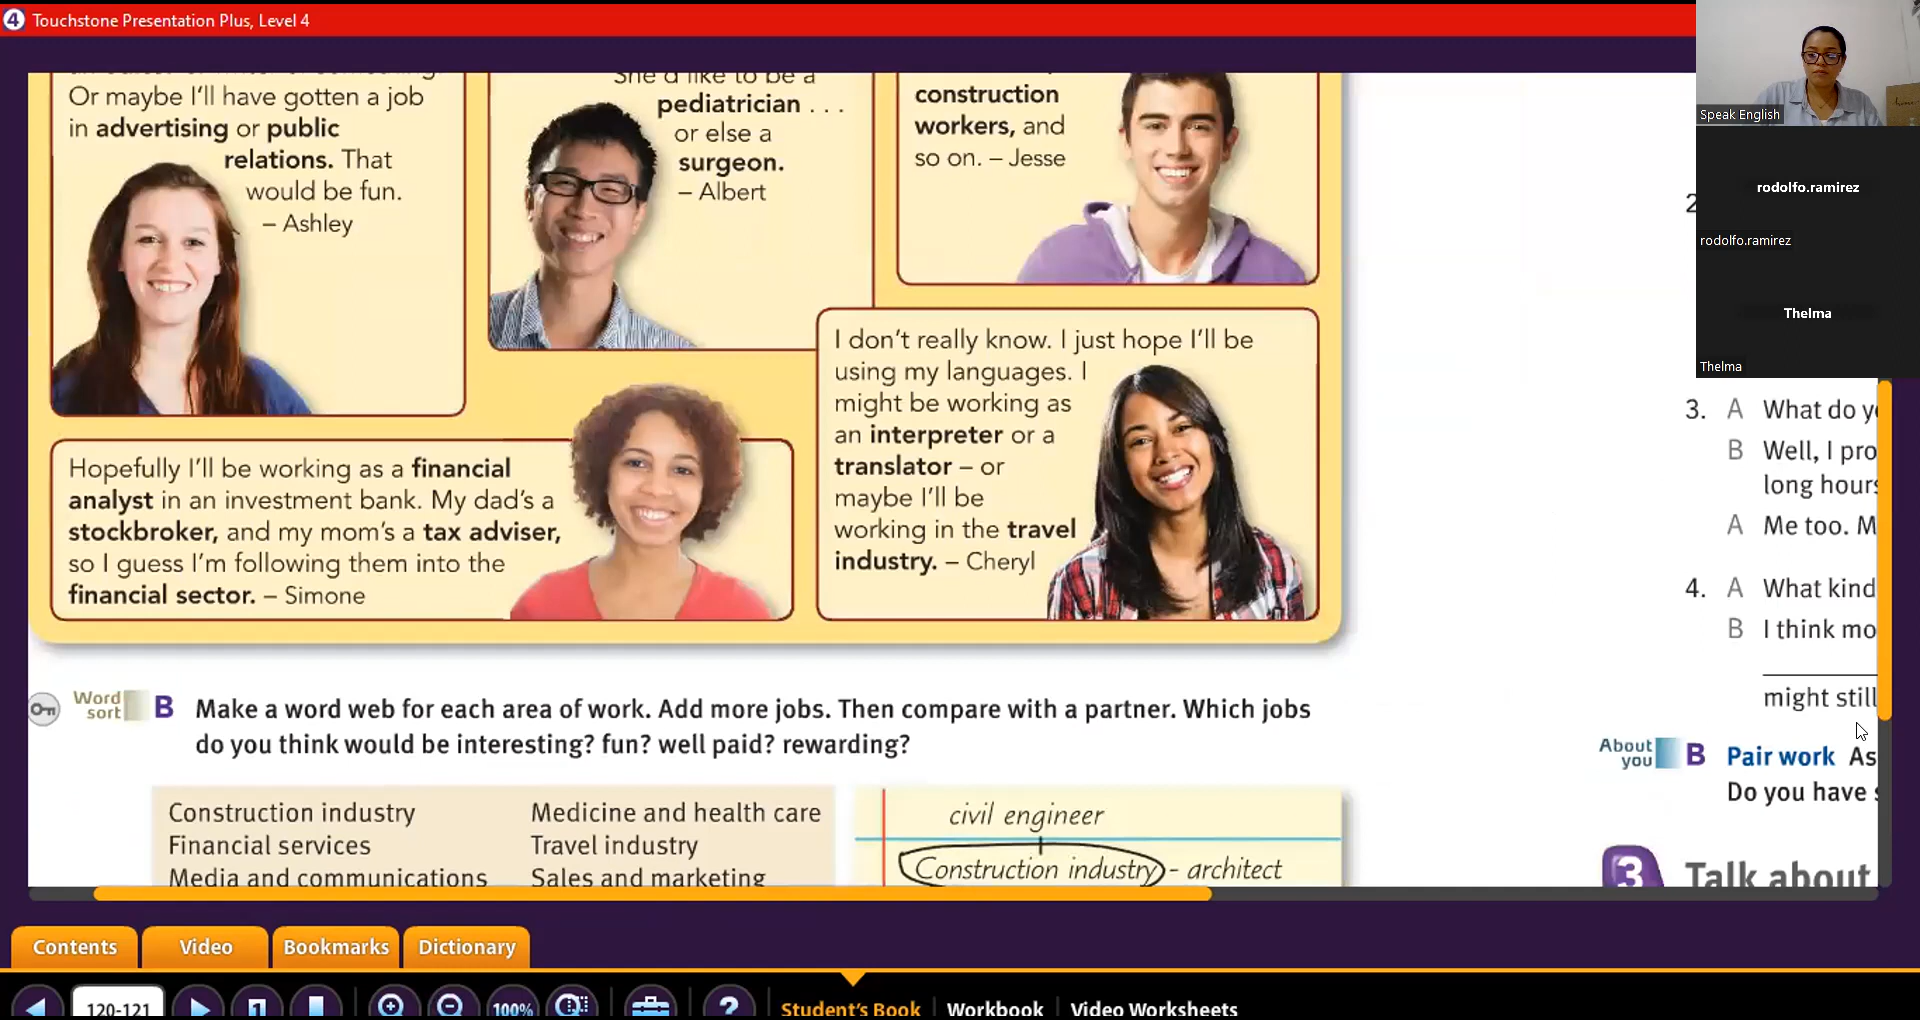 4 Touchstone Presentation Plus, Level 4
Or maybe I'll have gotten a job
in advertising or public
relations. That
would be fun.
– Ashley
She'd like to be a
pediatrician . . .
or else a
surgeon.
– Albert
construction
workers, and
so on. – Jesse
Hopefully I'll be working as a financial
analyst in an investment bank. My dad's a
stockbroker, and my mom's a tax adviser,
so I guess I'm following them into the
financial sector. – Simone
I don't really know. I just hope I'll be
using my languages. I
might be working as
an interpreter or a
translator – or
maybe I'll be
working in the travel
industry. – Cheryl
Word
sort
B Make a word web for each area of work. Add more jobs. Then compare with a partner. Which jobs
do you think would be interesting? fun? well paid? rewarding?
Construction industry Medicine and health care
Financial services Travel industry
Media and communications Sales and marketing
civil engineer
Construction industry - architect
2
3. A What do y
B Well, I pro
long hours
A Me too. M
4. A What kind
B I think mo
might still
About
you
B Pair work As
Do you have
3 Talk about
Speak English
rodolfo.ramirez
rodolfo.ramirez
Thelma
Thelma
Contents Video Bookmarks Dictionary
120-121 100% ? Student's Book Workbook Video Worksheets